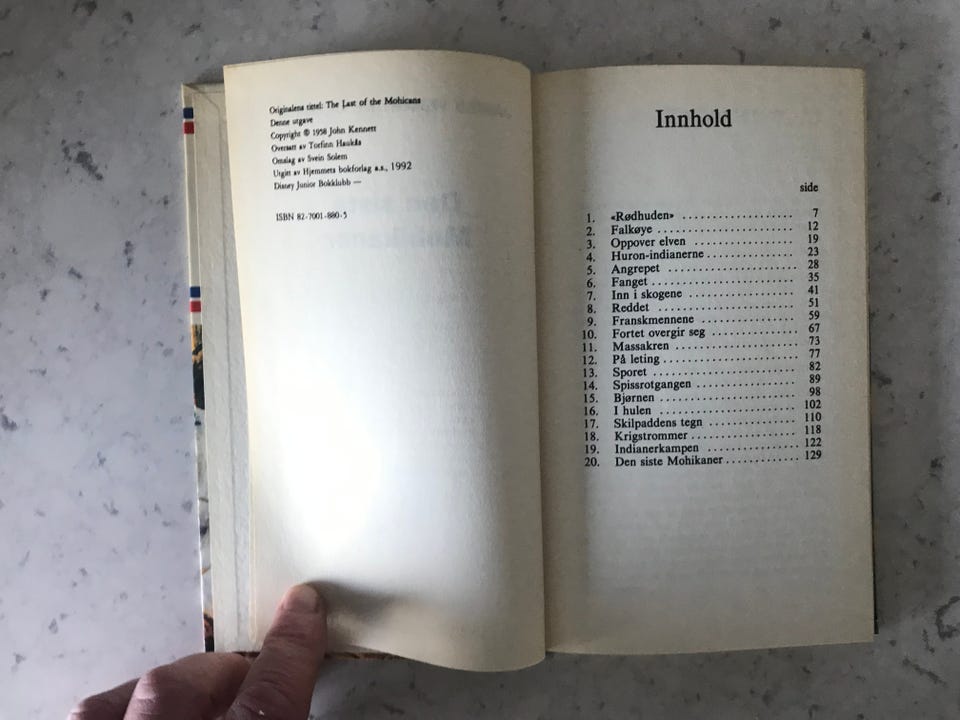 Originalens tittel: The Last of the Mohicans
Denne utgave
Copyright © 1958 John Kennett
Oversatt av Torfinn Haukås
Omslag av Svein Solem
Utgitt av Hjemmets bokforlag a.s., 1992
Disney Junior Bokklubb —
ISBN 82-7001-880-5
Innhold
side
1. «Rødhuden» .......... 7
2. Falkøye .......... 12
3. Oppover elven .......... 19
4. Huron-indianerne .......... 23
5. Angrepet .......... 28
6. Fanget .......... 35
7. Inn i skogene .......... 41
8. Reddet .......... 51
9. Franskmennene .......... 59
10. Fortet overgir seg .......... 67
11. Massakren .......... 73
12. På leting .......... 77
13. Sporet .......... 82
14. Spissrotgangen .......... 89
15. Bjørnen .......... 98
16. I hulen .......... 102
17. Skilpaddens tegn .......... 110
18. Krigstrommer .......... 118
19. Indianerkampen .......... 122
20. Den siste Mohikaner .......... 129